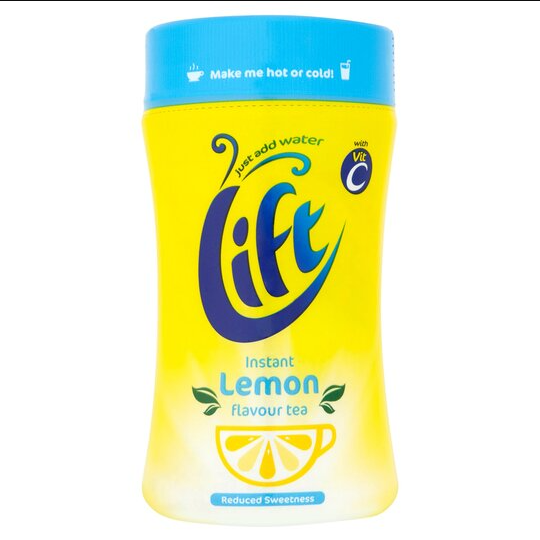 Make me hot or cold!
just add water
with
Vit
C
Lift
Instant
Lemon
flavour tea
Reduced Sweetness